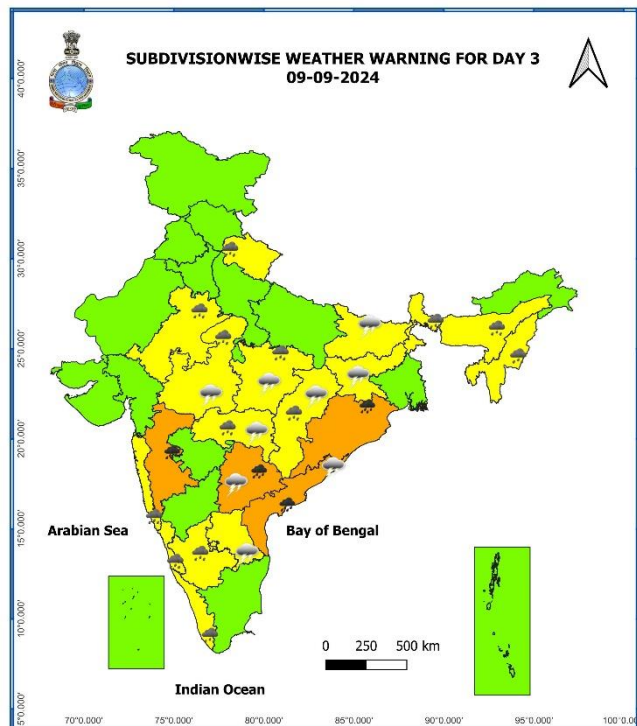 SUBDIVISIONWISE WEATHER WARNING FOR DAY 3
09-09-2024
40°0.000'
35°0.000'
30°0.000'
25°0.000'
20°0.000'
15°0.000'
10°0.000'
5°0.000'
Arabian Sea
Bay of Bengal
0 250 500 km
Indian Ocean
70°0.000' 75°0.000' 80°0.000' 85°0.000' 90°0.000' 95°0.000' 100°0.0